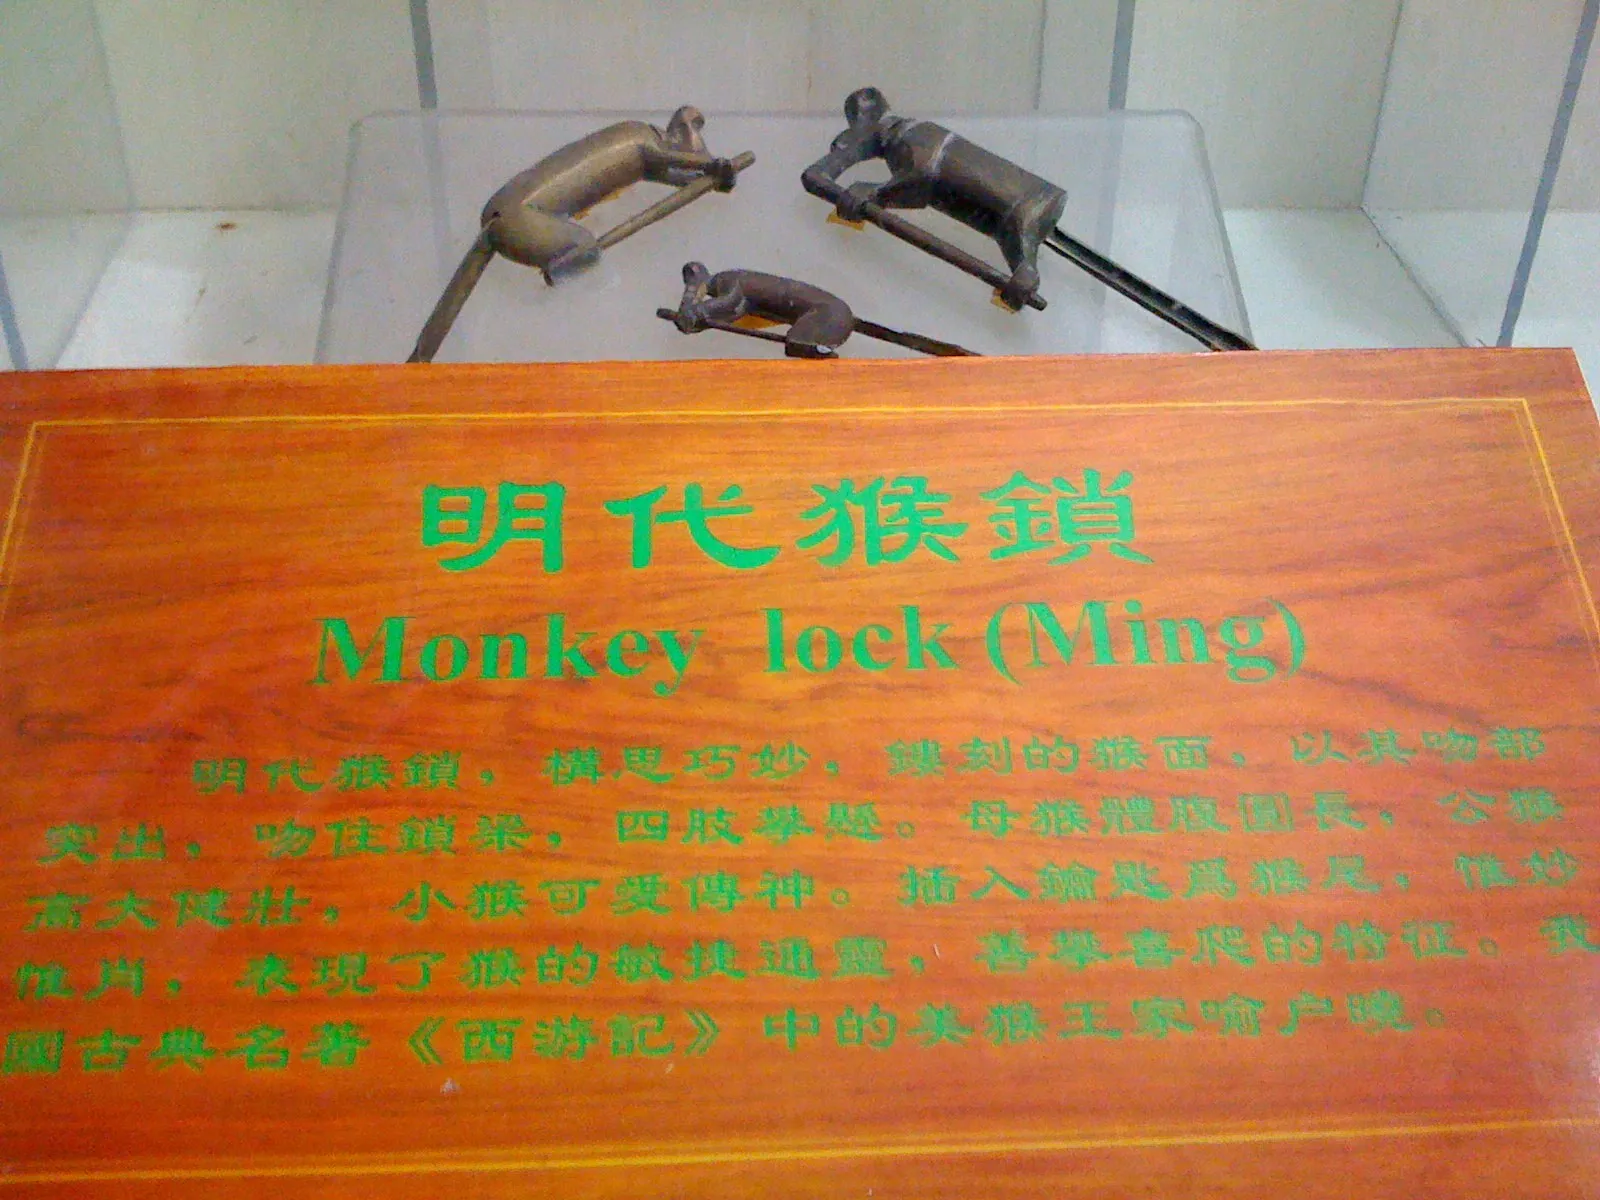 明代猴鎖
Monkey lock (Ming)
明代猴鎖，構思巧妙，鏤刻的猴面，以其吻部
突出，吻住鎖梁，四肢攀懸。母猴體腹圓長，公猴
高大健壯，小猴可愛傳神。插入鑰匙爲猴尾，惟妙
惟肖，表現了猴的敏捷通靈，善攀喜爬的特征。我
國古典名著《西游記》中的美猴王家喻户曉。